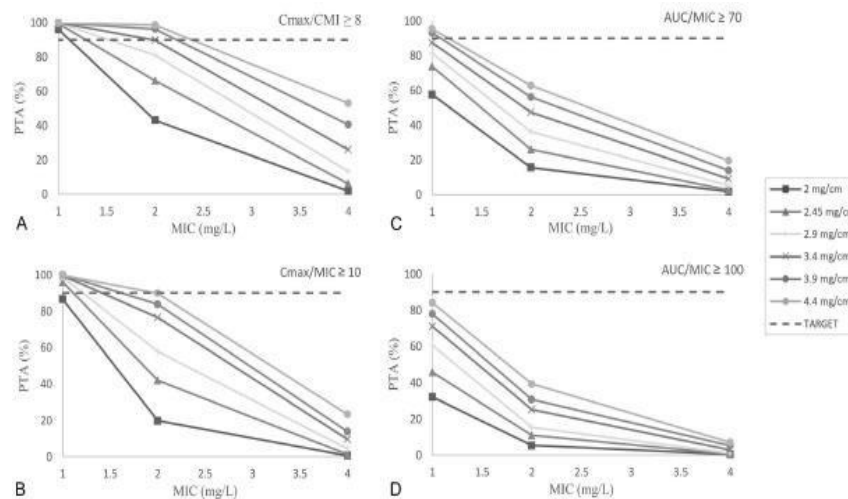 Cmax/CMI ≥ 8
100
80
60
40
20
0
PTA (%)
1 1.5 2 2.5 3 3.5 4
MIC (mg/L)
A
AUC/MIC ≥ 70
100
80
60
40
20
0
PTA (%)
1 1.5 2 2.5 3 3.5 4
MIC (mg/L)
C
Cmax/MIC ≥ 10
100
80
60
40
20
0
PTA (%)
1 1.5 2 2.5 3 3.5 4
MIC (mg/L)
B
AUC/MIC ≥ 100
100
80
60
40
20
0
PTA (%)
1 1.5 2 2.5 3 3.5 4
MIC (mg/L)
D
2 mg/cm
2.45 mg/c
2.9 mg/cm
3.4 mg/cm
3.9 mg/cm
4.4 mg/cm
TARGET